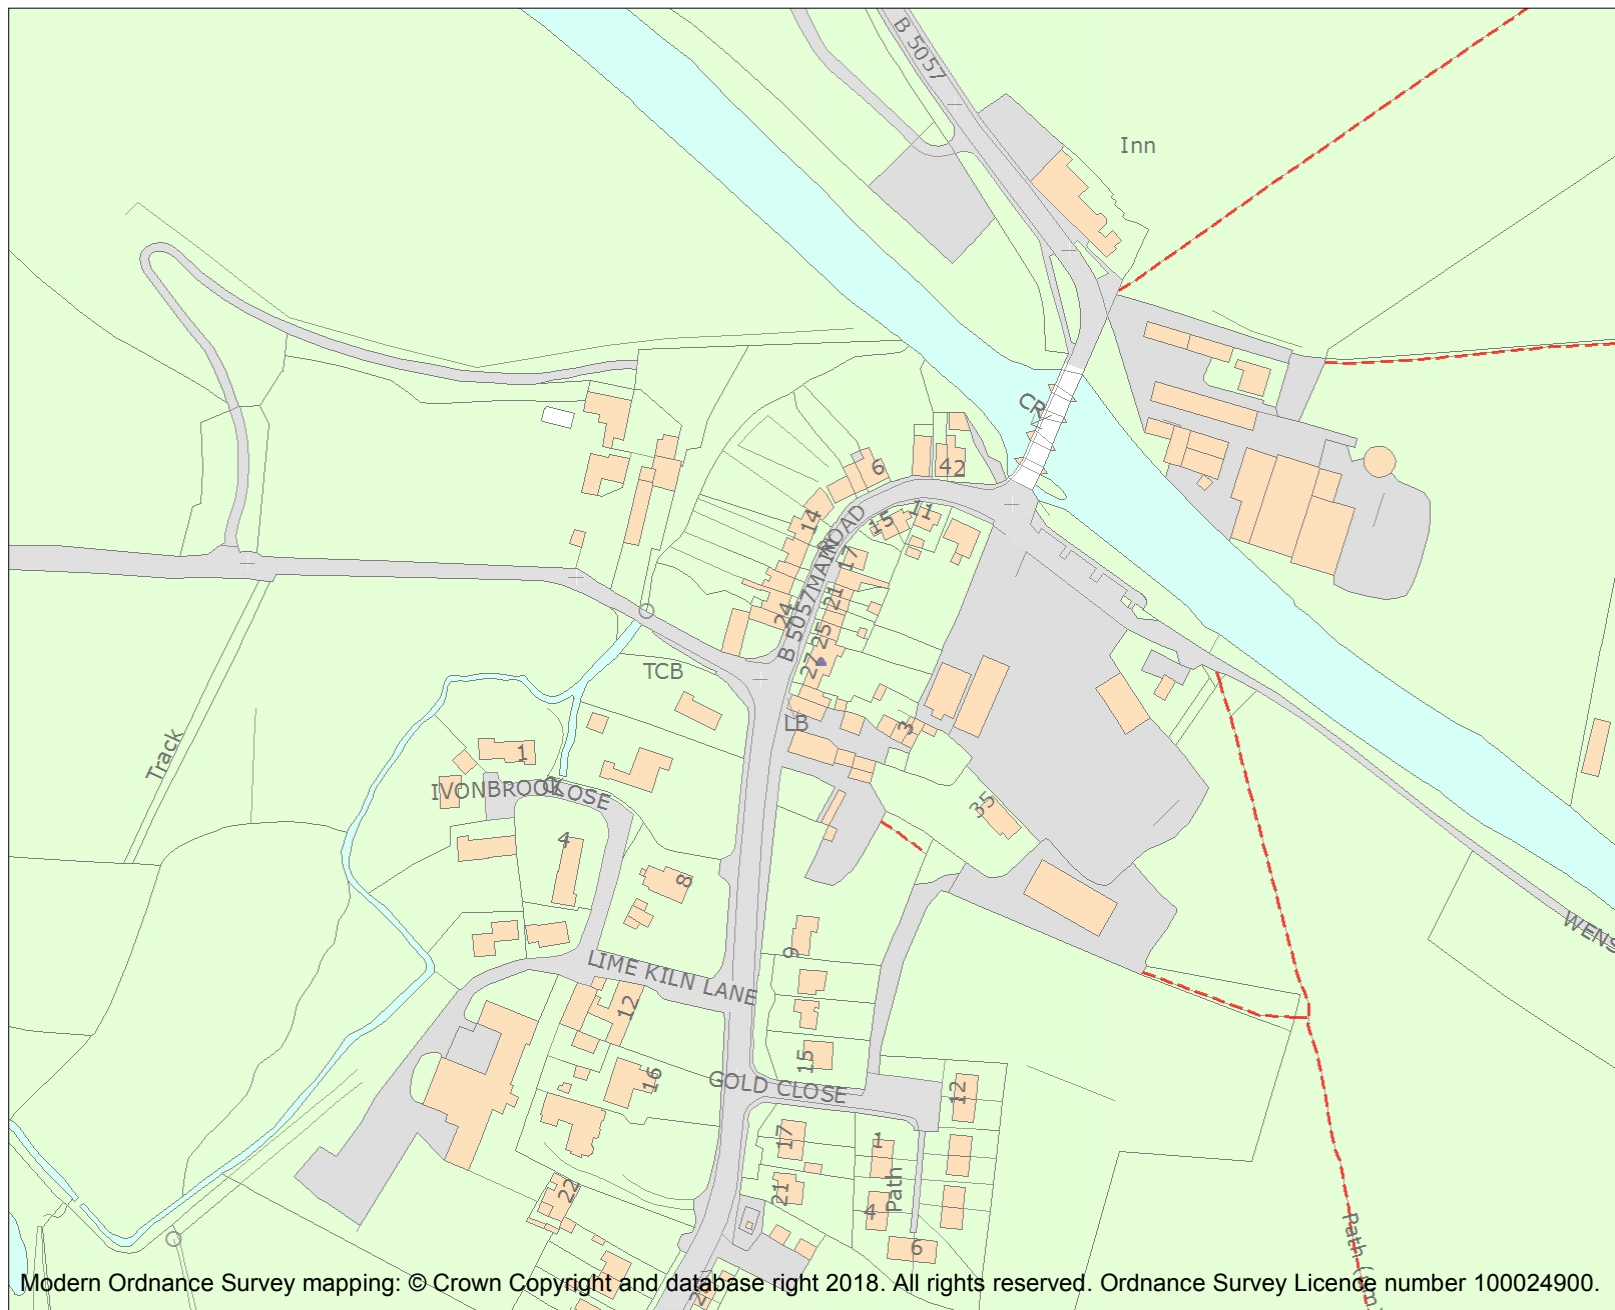 B 5057
Inn
CR
6
42
14
15
11
MAIN ROAD
17
21
24
B 5057
25
27
TCB
LB
3
Track
1
IVONBROOK CLOSE
35
4
8
WENS
9
LIME KILN LANE
12
15
16
GOLD CLOSE
12
17
1
Path
21
22
4
6
Path (um)
Modern Ordnance Survey mapping: © Crown Copyright and database right 2018. All rights reserved. Ordnance Survey Licence number 100024900.